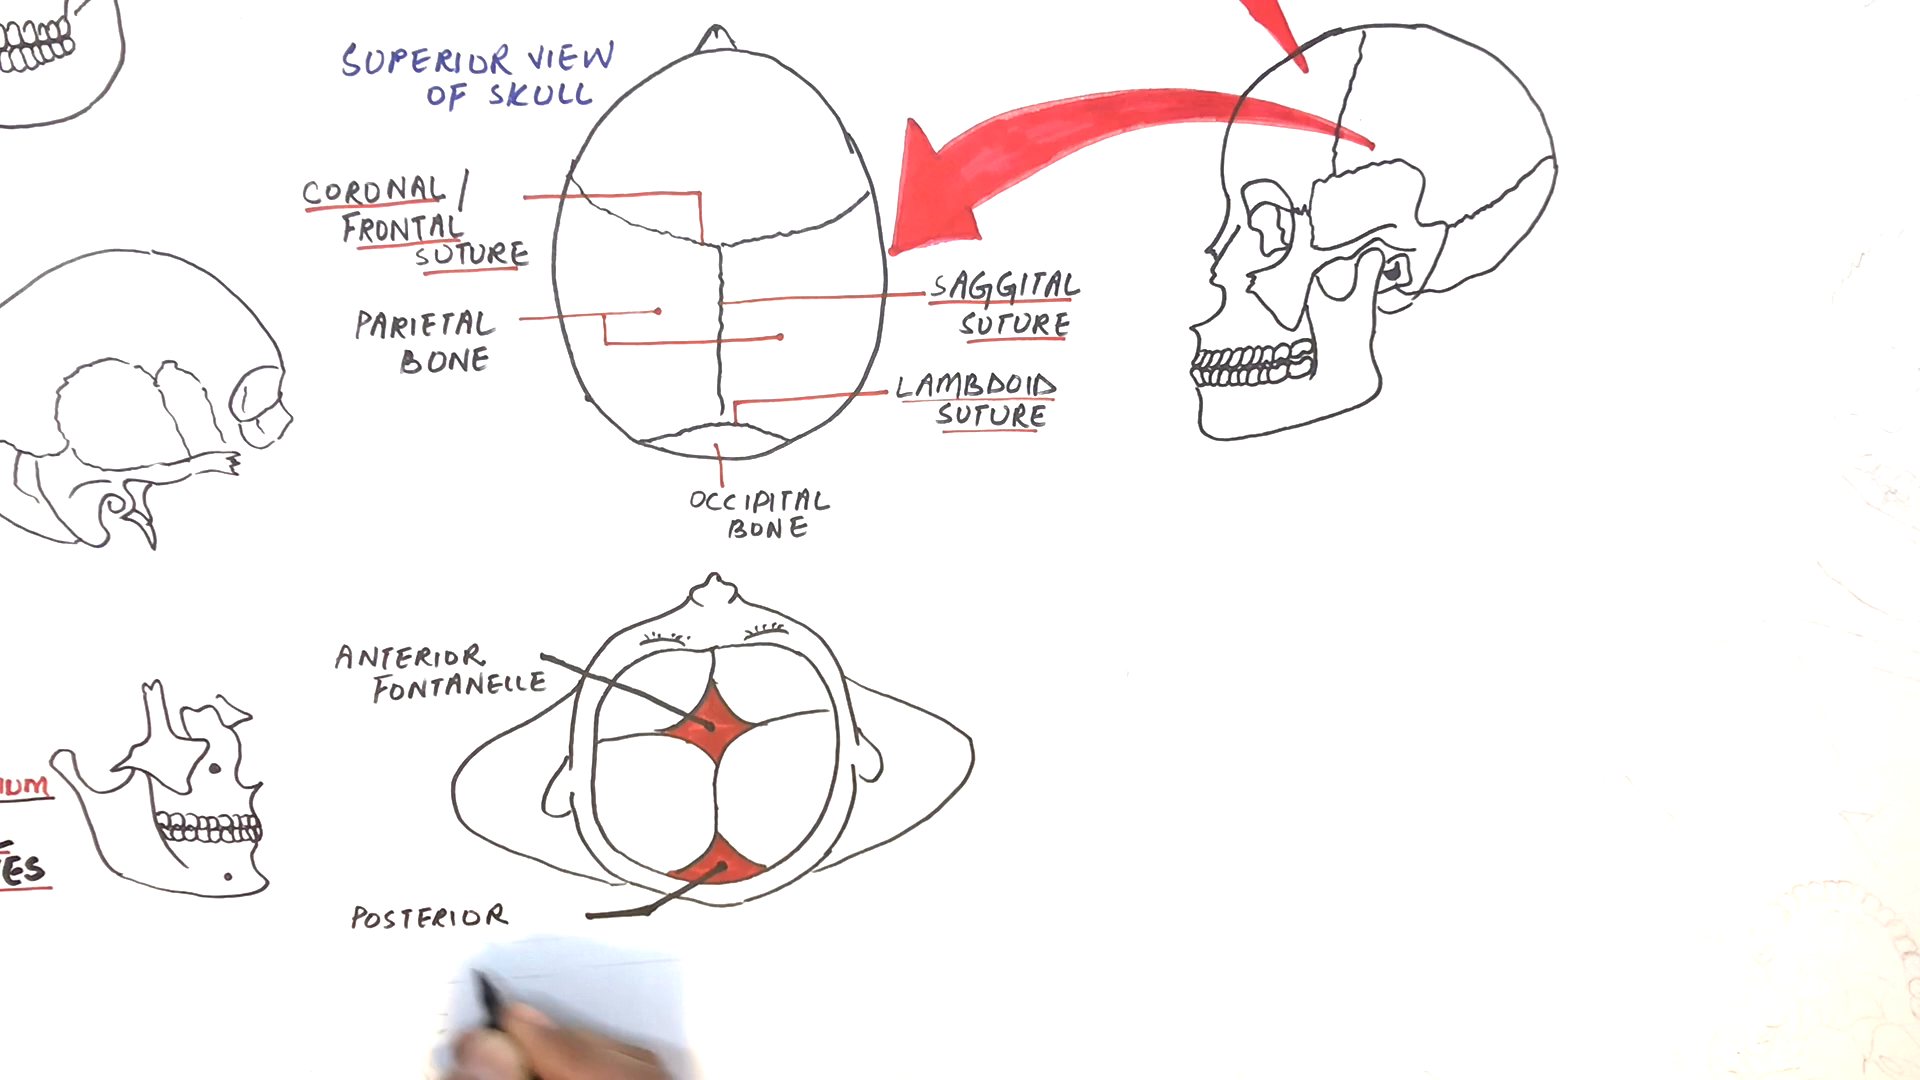 SUPERIOR VIEW
OF SKULL
CORONAL/
FRONTAL
SUTURE
PARIETAL
BONE
SAGGITAL
SUTURE
LAMBDOID
SUTURE
OCCIPITAL
BONE
ANTERIOR
FONTANELLE
POSTERIOR